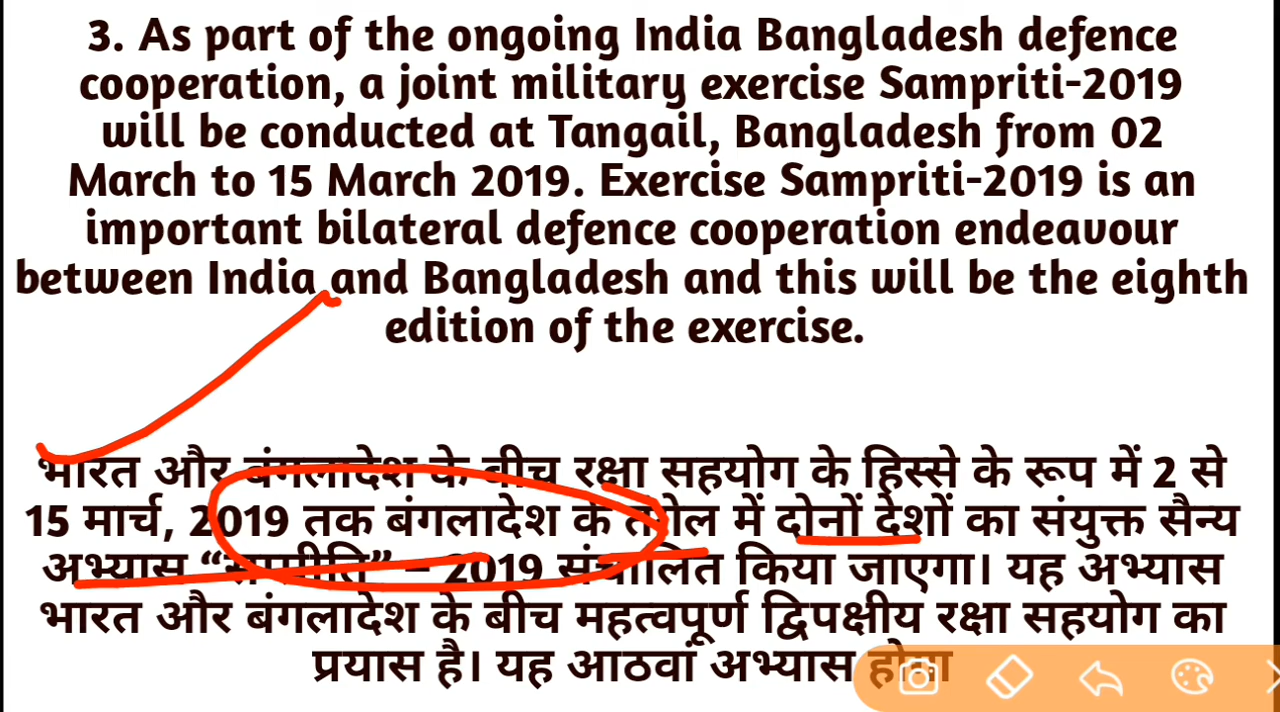 3. As part of the ongoing India Bangladesh defence
cooperation, a joint military exercise Sampriti-2019
will be conducted at Tangail, Bangladesh from 02
March to 15 March 2019. Exercise Sampriti-2019 is an
important bilateral defence cooperation endeavour
between India and Bangladesh and this will be the eighth
edition of the exercise.
भारत और बंगलादेश के बीच रक्षा सहयोग के हिस्से के रूप में 2 से
15 मार्च, 2019 तक बंगलादेश के में दोनों देशों का संयुक्त सैन्य
अभ्यास – 2019 संचालित किया जाएगा। यह अभ्यास
भारत और बंगलादेश के बीच महत्वपूर्ण द्विपक्षीय रक्षा सहयोग का
प्रयास है। यह आठवां अभ्यास होगा